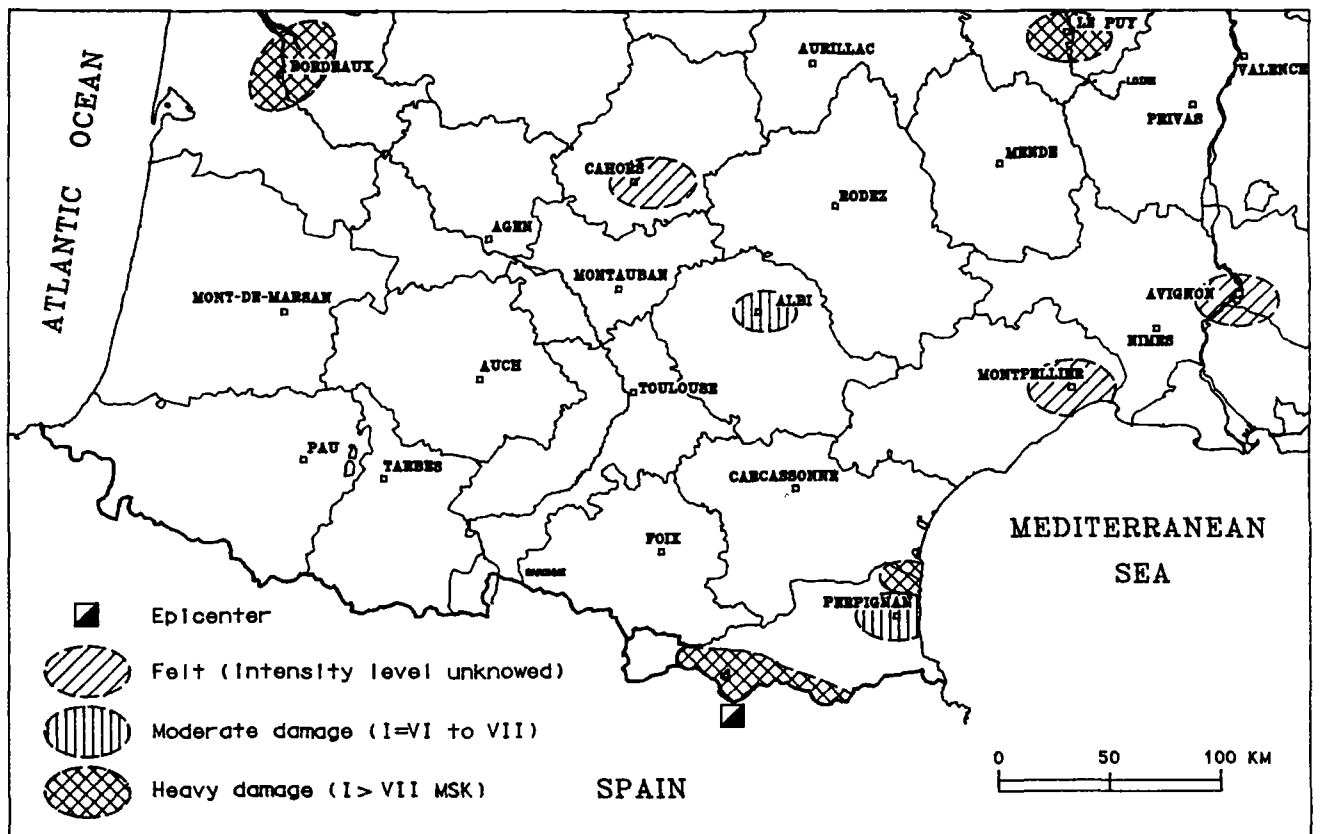 LE PUY
AURILLAC
BORDEAUX
VALENCE
LOIRE
PRIVAS
ATLANTIC OCEAN
CAHORS
MENDE
RODEZ
AGEN
MONTAUBAN
MONT-DE-MARSAN
ALBI
AVIGNON
NIMES
AUCH
TOULOUSE
MONTPELLIER
PAU
TARBES
CARCASSONNE
MEDITERRANEAN
SEA
FOIX
PERPIGNAN
Epicenter
Felt (Intensity level unknowed)
Moderate damage (I=VI to VII)
Heavy damage (I> VII MSK)
SPAIN
0 50 100 KM